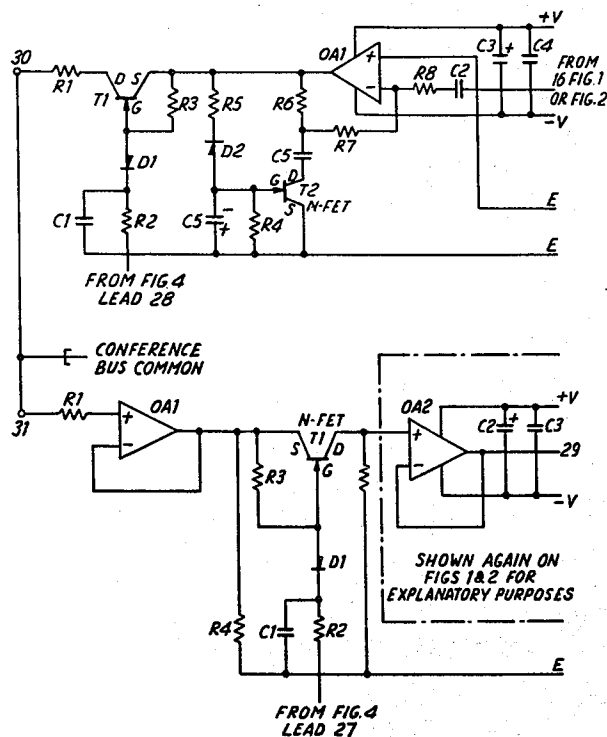 +V
30
R1
D S
T1
G
R3
R5
R6
OA1
+
-
R8
C2
C3 +
C4
FROM
16 FIG.1
OR FIG.2
-V
R7
D1
D2
C5
G D
T2
S N-FET
C1
R2
C5
-
+
R4
E
E
FROM FIG.4
LEAD 28
CONFERENCE
BUS COMMON
R1
31
+
-
OA1
N-FET
S T1 D
G
R3
OA2
+
-
+V
C2 +
C3
29
-V
D1
SHOWN AGAIN ON
FIGS 1&2 FOR
EXPLANATORY PURPOSES
R4
C1
R2
E
FROM FIG.4
LEAD 27